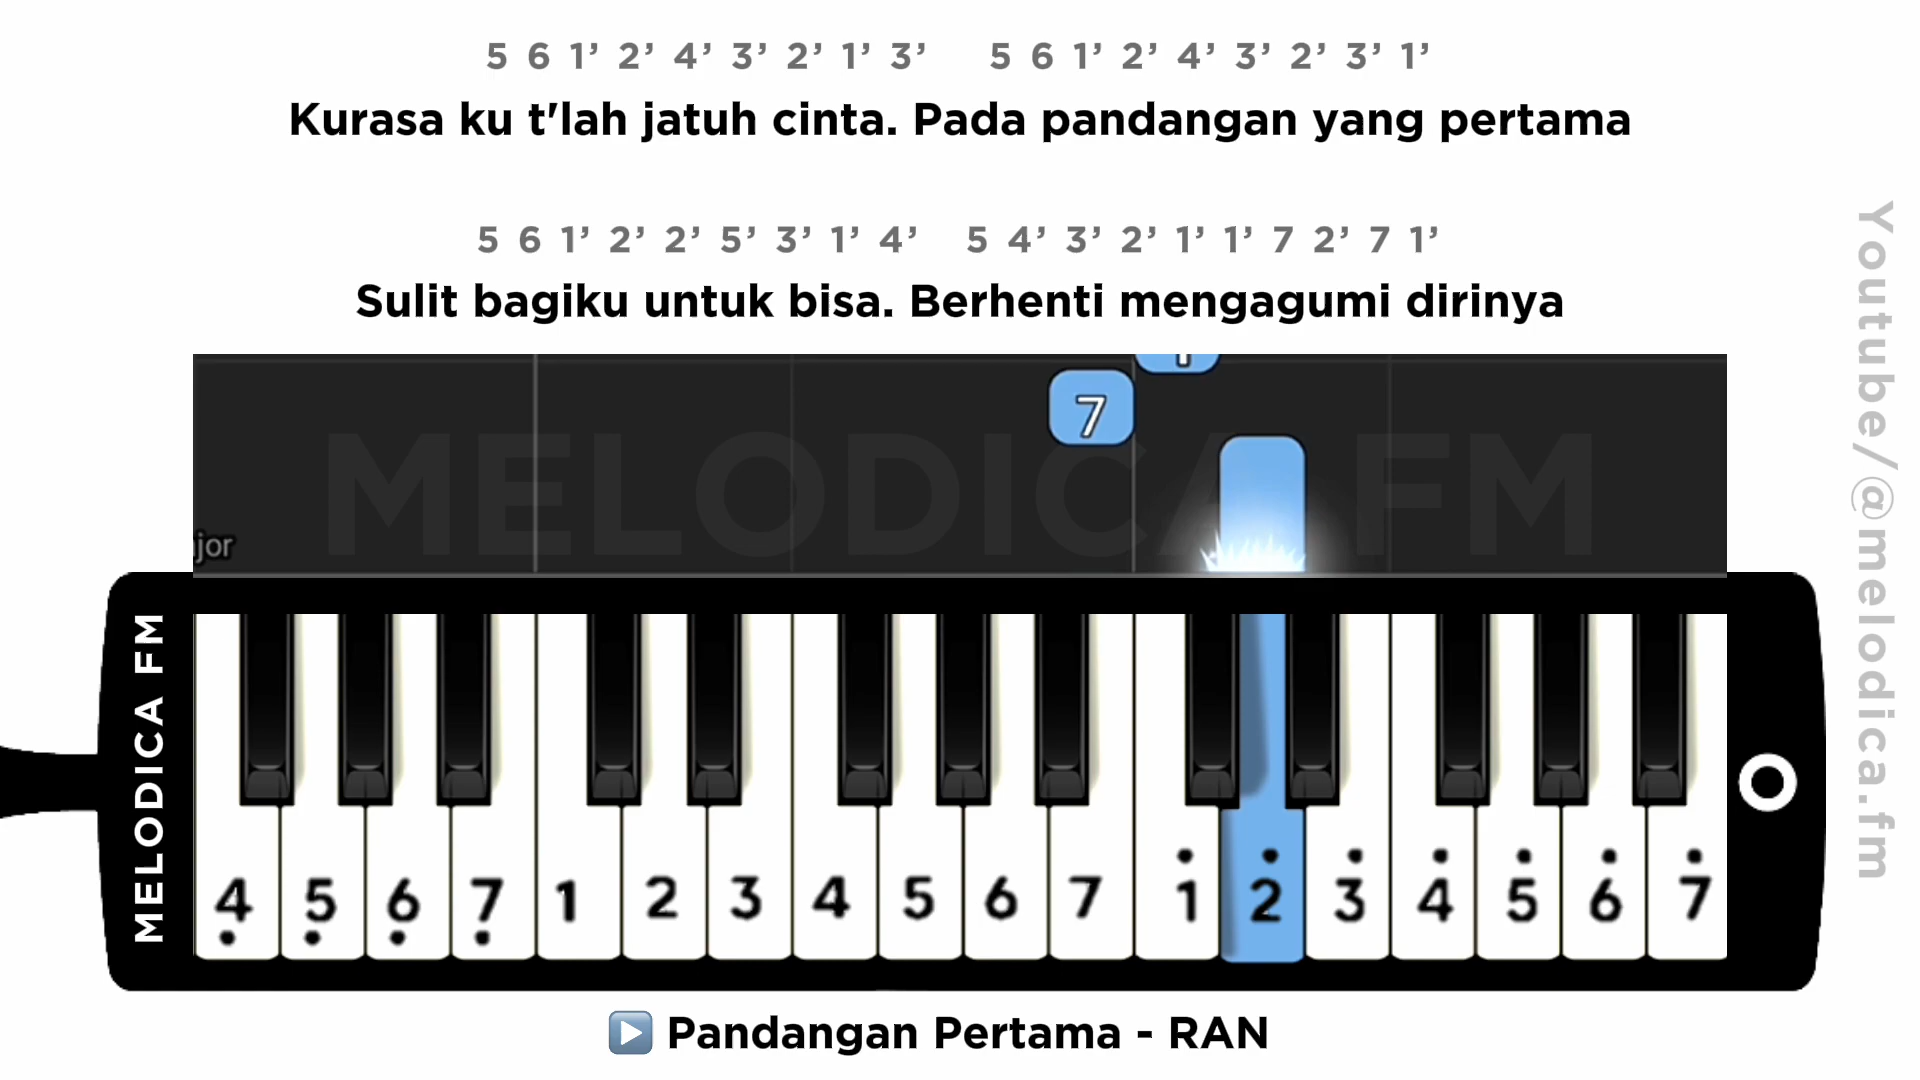 5 6 1’ 2’ 4’ 3’ 2’ 1’ 3’ 5 6 1’ 2’ 4’ 3’ 2’ 3’ 1’
Kurasa ku t'lah jatuh cinta. Pada pandangan yang pertama
5 6 1’ 2’ 2’ 5’ 3’ 1’ 4’ 5 4’ 3’ 2’ 1’ 1’ 7 2’ 7 1’
Sulit bagiku untuk bisa. Berhenti mengagumi dirinya
7
MELODICA FM
jor
MELODICA FM
4 5 6 7 1 2 3 4 5 6 7 1 2 3 4 5 6 7
Pandangan Pertama - RAN
Youtube/@melodica.fm